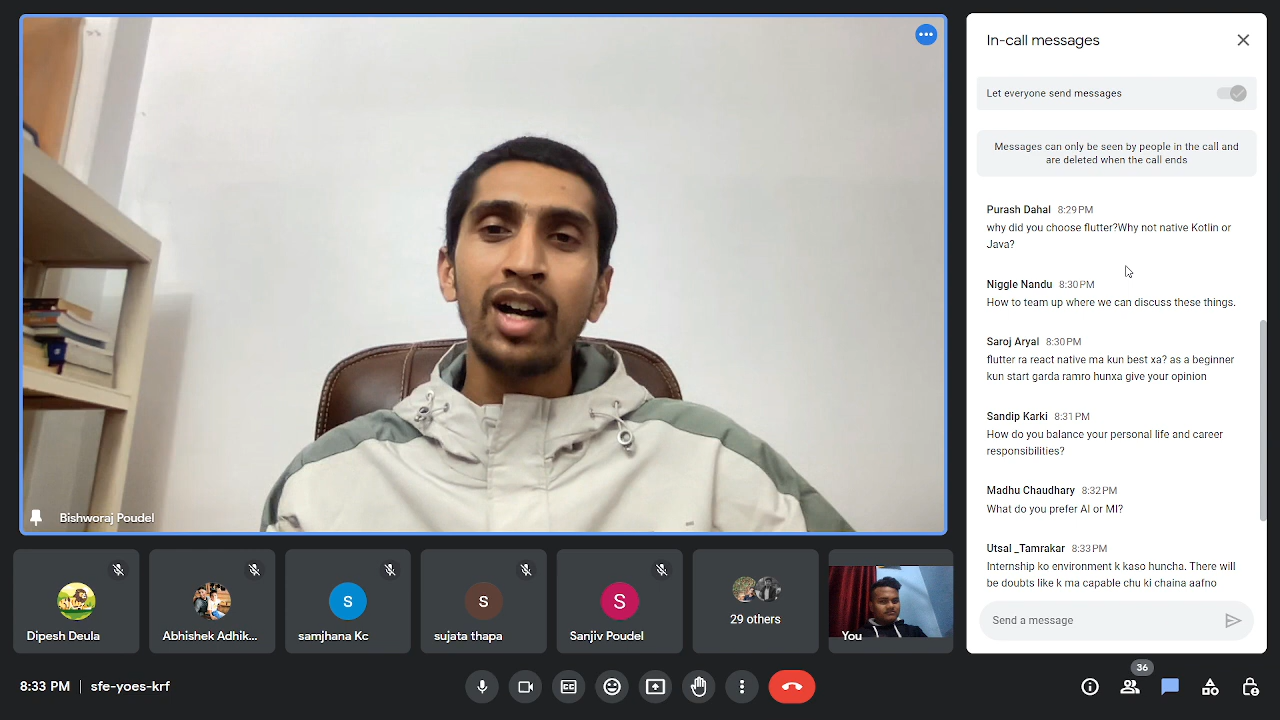 In-call messages
Let everyone send messages
Messages can only be seen by people in the call and
are deleted when the call ends
Purash Dahal 8:29 PM
why did you choose flutter?Why not native Kotlin or
Java?
Niggle Nandu 8:30 PM
How to team up where we can discuss these things.
Saroj Aryal 8:30 PM
flutter ra react native ma kun best xa? as a beginner
kun start garda ramro hunxa give your opinion
Sandip Karki 8:31 PM
How do you balance your personal life and career
responsibilities?
Madhu Chaudhary 8:32 PM
What do you prefer AI or MI?
Utsal _Tamrakar 8:33 PM
Internship ko environment k kaso huncha. There will
be doubts like k ma capable chu ki chaina aafno
Send a message
Bishworaj Poudel
Dipesh Deula
Abhishek Adhik...
S
samjhana Kc
S
sujata thapa
S
Sanjiv Poudel
29 others
You
8:33 PM | sfe-yoes-krf
36